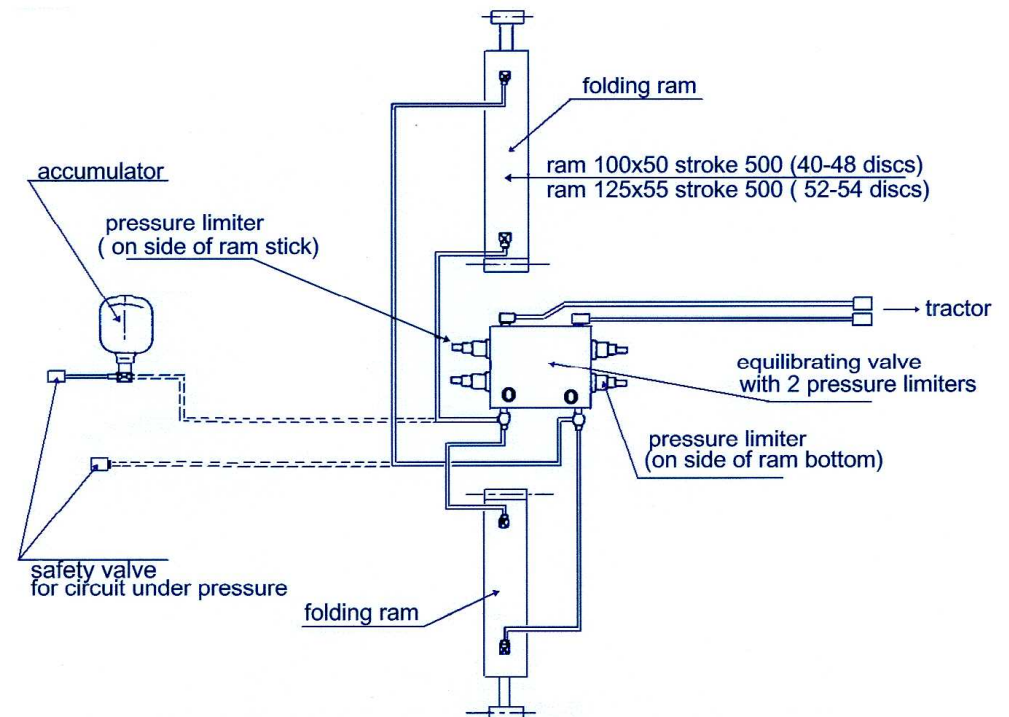 folding ram
ram 100x50 stroke 500 (40-48 discs)
ram 125x55 stroke 500 ( 52-54 discs)
accumulator
pressure limiter
( on side of ram stick)
tractor
equilibrating valve
with 2 pressure limiters
pressure limiter
(on side of ram bottom)
safety valve
for circuit under pressure
folding ram